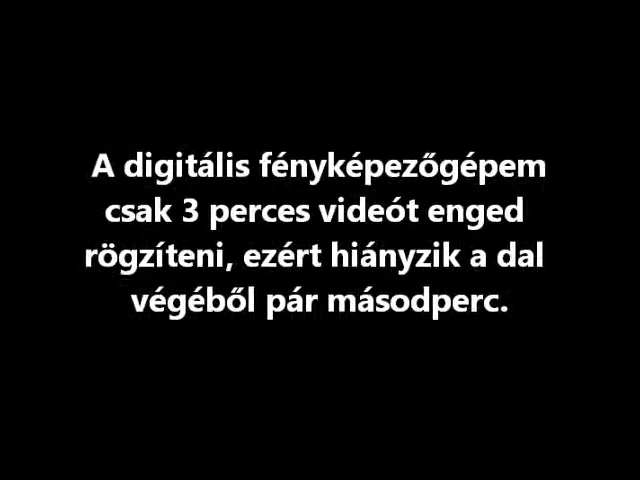 A digitális fényképezőgépem
csak 3 perces videót enged
rögzíteni, ezért hiányzik a dal
végéből pár másodperc.